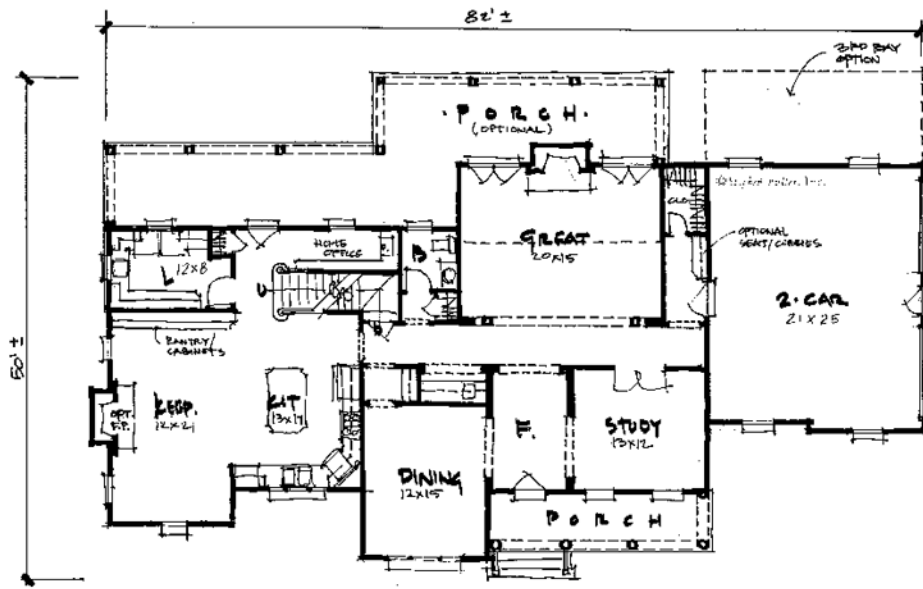 82' ±
3RD BAY
OPTION
· PORCH ·
(OPTIONAL)
CLO.
OPTIONAL
SEAT/CUBBIES
GREAT
20x15
HOME
OFFICE
B
L
12x8
2·CAR
21x25
U
D
50' ±
PANTRY/
CABINETS
OPT.
F.P.
KEEP.
12x21
KIT
13x17
DINING
12x15
F.
STUDY
13x12
PORCH